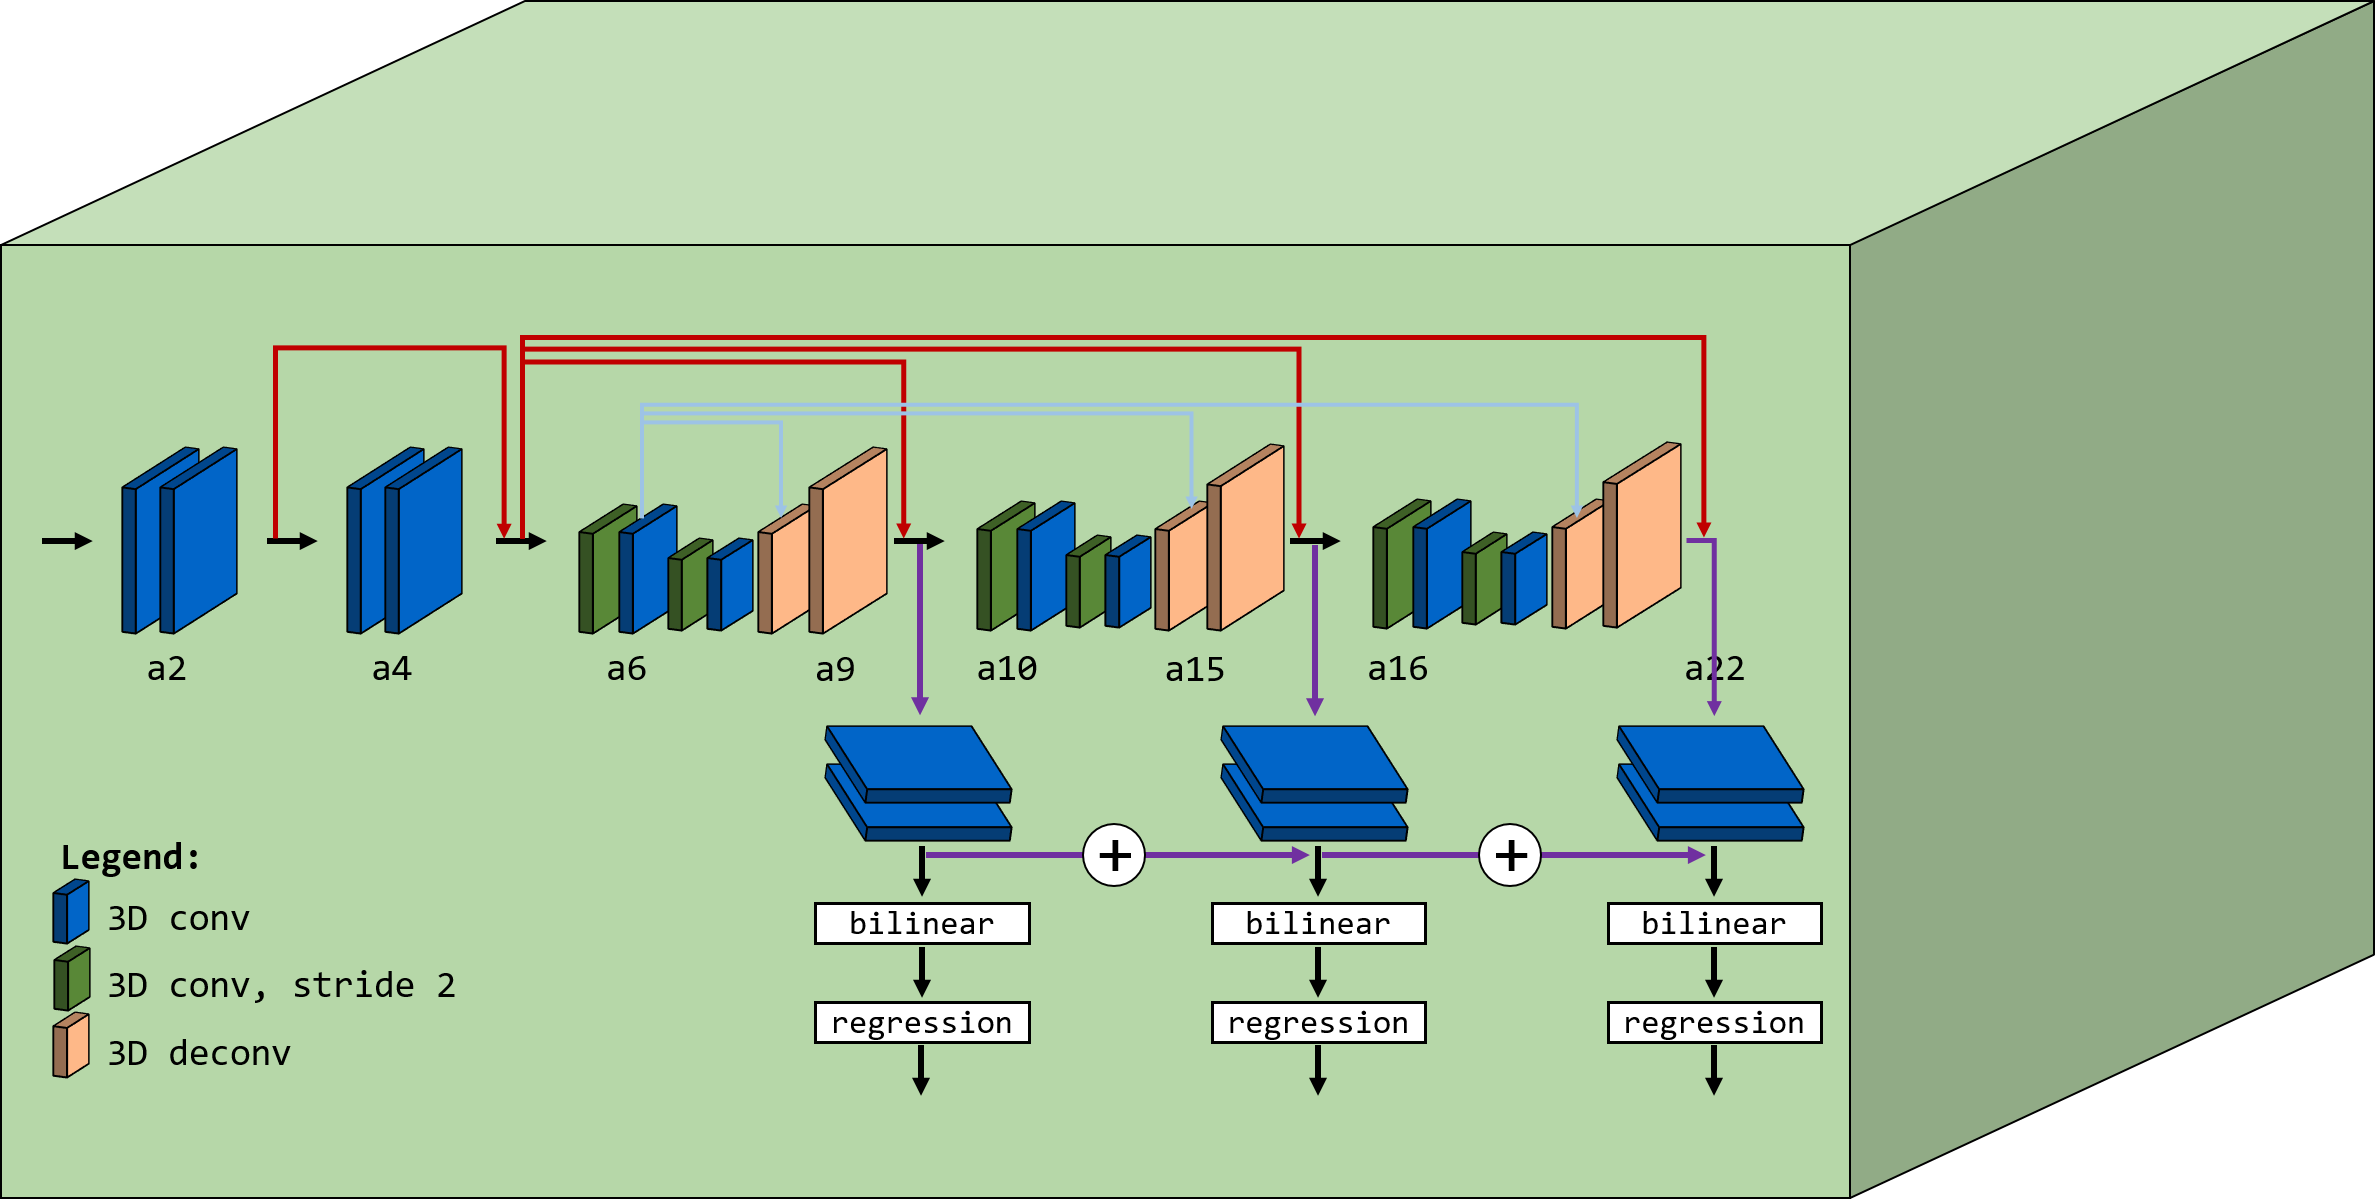 a2 a4 a6 a9 a10 a15 a16 a22
+ +
bilinear bilinear bilinear
regression regression regression
Legend:
3D conv
3D conv, stride 2
3D deconv